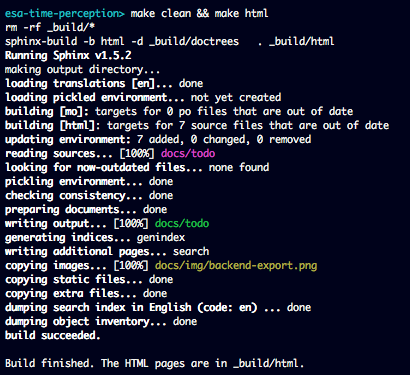 esa-time-perception> make clean && make html
rm -rf _build/*
sphinx-build -b html -d _build/doctrees   . _build/html
Running Sphinx v1.5.2
making output directory...
loading translations [en]... done
loading pickled environment... not yet created
building [mo]: targets for 0 po files that are out of date
building [html]: targets for 7 source files that are out of date
updating environment: 7 added, 0 changed, 0 removed
reading sources... [100%] docs/todo
looking for now-outdated files... none found
pickling environment... done
checking consistency... done
preparing documents... done
writing output... [100%] docs/todo
generating indices... genindex
writing additional pages... search
copying images... [100%] docs/img/backend-export.png
copying static files... done
copying extra files... done
dumping search index in English (code: en) ... done
dumping object inventory... done
build succeeded.
Build finished. The HTML pages are in _build/html.